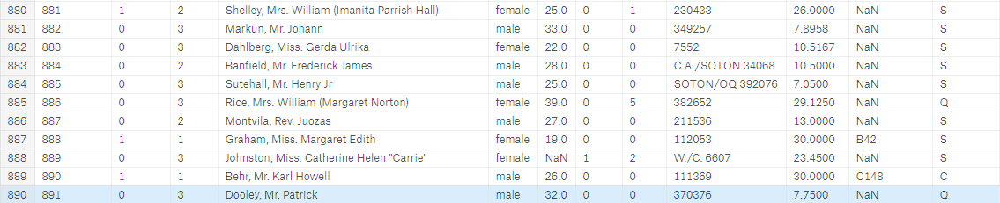 880 881 1 2 Shelley, Mrs. William (Imanita Parrish Hall) female 25.0 0 1 230433 26.0000 NaN S
881 882 0 3 Markun, Mr. Johann male 33.0 0 0 349257 7.8958 NaN S
882 883 0 3 Dahlberg, Miss. Gerda Ulrika female 22.0 0 0 7552 10.5167 NaN S
883 884 0 2 Banfield, Mr. Frederick James male 28.0 0 0 C.A./SOTON 34068 10.5000 NaN S
884 885 0 3 Sutehall, Mr. Henry Jr male 25.0 0 0 SOTON/OQ 392076 7.0500 NaN S
885 886 0 3 Rice, Mrs. William (Margaret Norton) female 39.0 0 5 382652 29.1250 NaN Q
886 887 0 2 Montvila, Rev. Juozas male 27.0 0 0 211536 13.0000 NaN S
887 888 1 1 Graham, Miss. Margaret Edith female 19.0 0 0 112053 30.0000 B42 S
888 889 0 3 Johnston, Miss. Catherine Helen "Carrie" female NaN 1 2 W./C. 6607 23.4500 NaN S
889 890 1 1 Behr, Mr. Karl Howell male 26.0 0 0 111369 30.0000 C148 C
890 891 0 3 Dooley, Mr. Patrick male 32.0 0 0 370376 7.7500 NaN Q